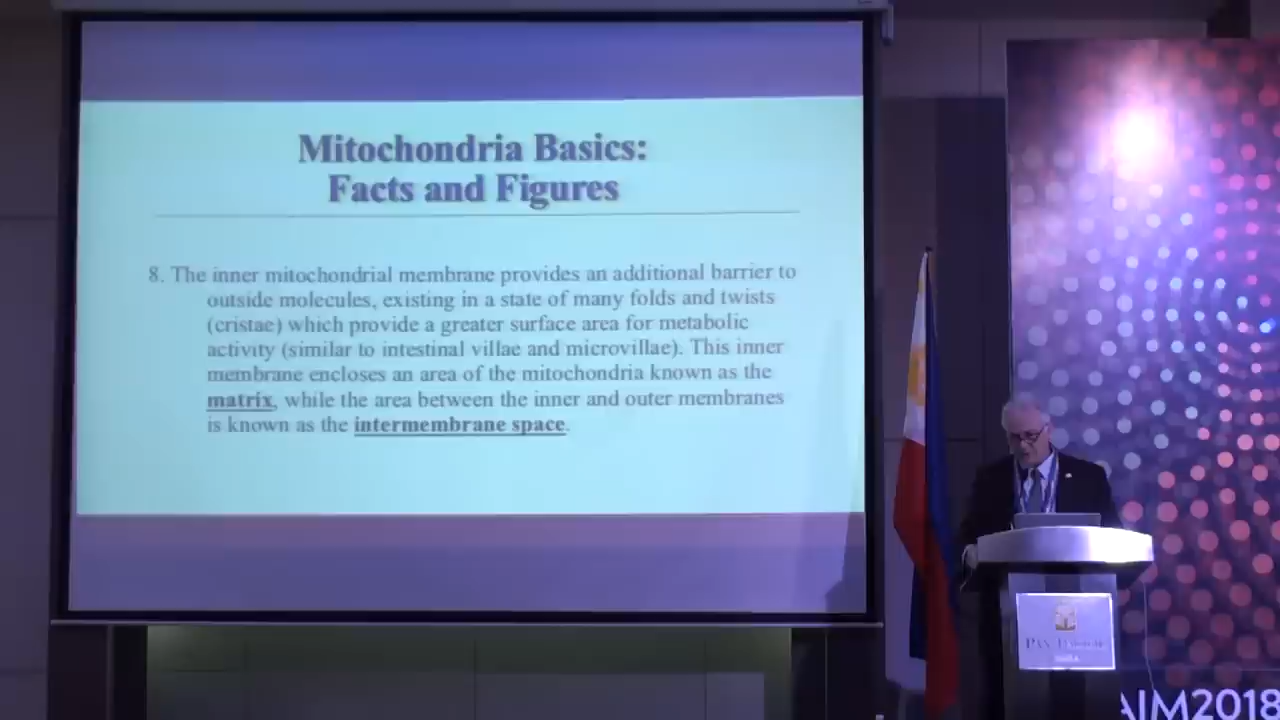 Mitochondria Basics:
Facts and Figures
8. The inner mitochondrial membrane provides an additional barrier to
outside molecules, existing in a state of many folds and twists
(cristae) which provide a greater surface area for metabolic
activity (similar to intestinal villae and microvillae). This inner
membrane encloses an area of the mitochondria known as the
matrix, while the area between the inner and outer membranes
is known as the intermembrane space.
PAN
AIM2018